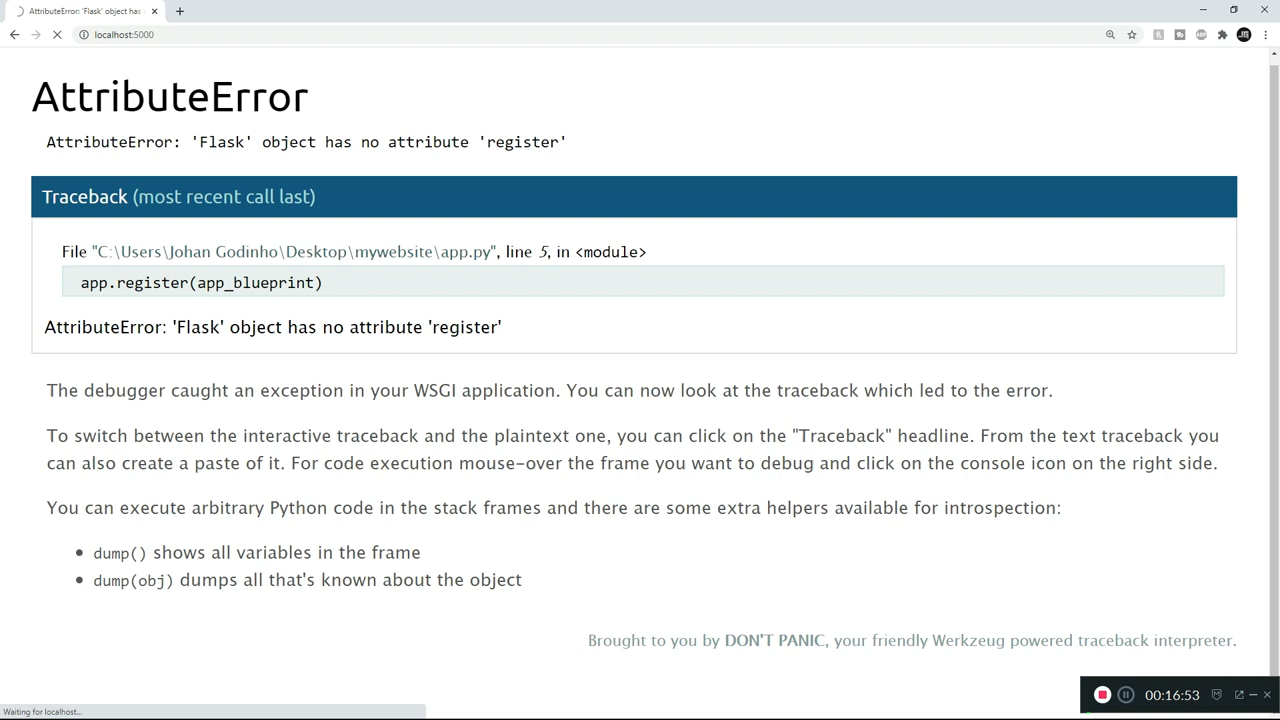 AttributeError: 'Flask' object has
localhost:5000
AttributeError
AttributeError: 'Flask' object has no attribute 'register'
Traceback (most recent call last)
File "C:\Users\Johan Godinho\Desktop\mywebsite\app.py", line 5, in <module>
app.register(app_blueprint)
AttributeError: 'Flask' object has no attribute 'register'
The debugger caught an exception in your WSGI application. You can now look at the traceback which led to the error.
To switch between the interactive traceback and the plaintext one, you can click on the "Traceback" headline. From the text traceback you
can also create a paste of it. For code execution mouse-over the frame you want to debug and click on the console icon on the right side.
You can execute arbitrary Python code in the stack frames and there are some extra helpers available for introspection:
• dump() shows all variables in the frame
• dump(obj) dumps all that's known about the object
Brought to you by DON'T PANIC, your friendly Werkzeug powered traceback interpreter.
00:16:53
Waiting for localhost...